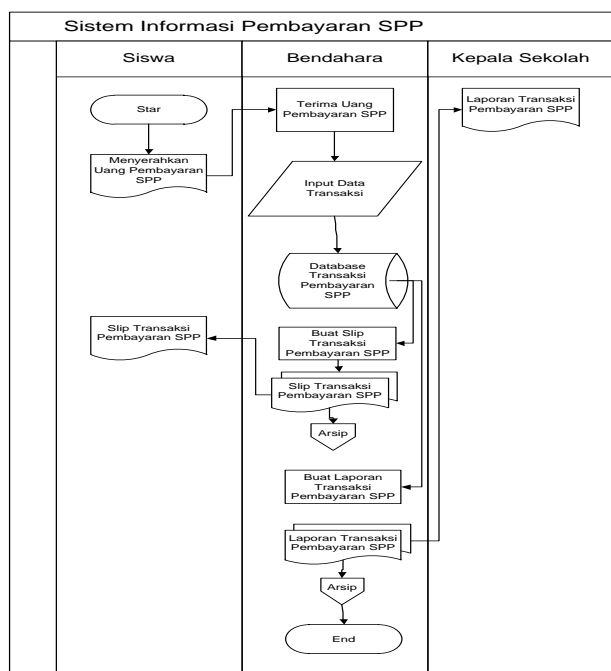 Sistem Informasi Pembayaran SPP
Siswa
Bendahara
Kepala Sekolah
Star
Menyerahkan
Uang Pembayaran
SPP
Terima Uang
Pembayaran SPP
Laporan Transaksi
Pembayaran SPP
Input Data
Transaksi
Database
Transaksi
Pembayaran
SPP
Slip Transaksi
Pembayaran SPP
Buat Slip
Transaksi
Pembayaran SPP
Slip Transaksi
Pembayaran SPP
Arsip
Buat Laporan
Transaksi
Pembayaran SPP
Laporan Transaksi
Pembayaran SPP
Arsip
End